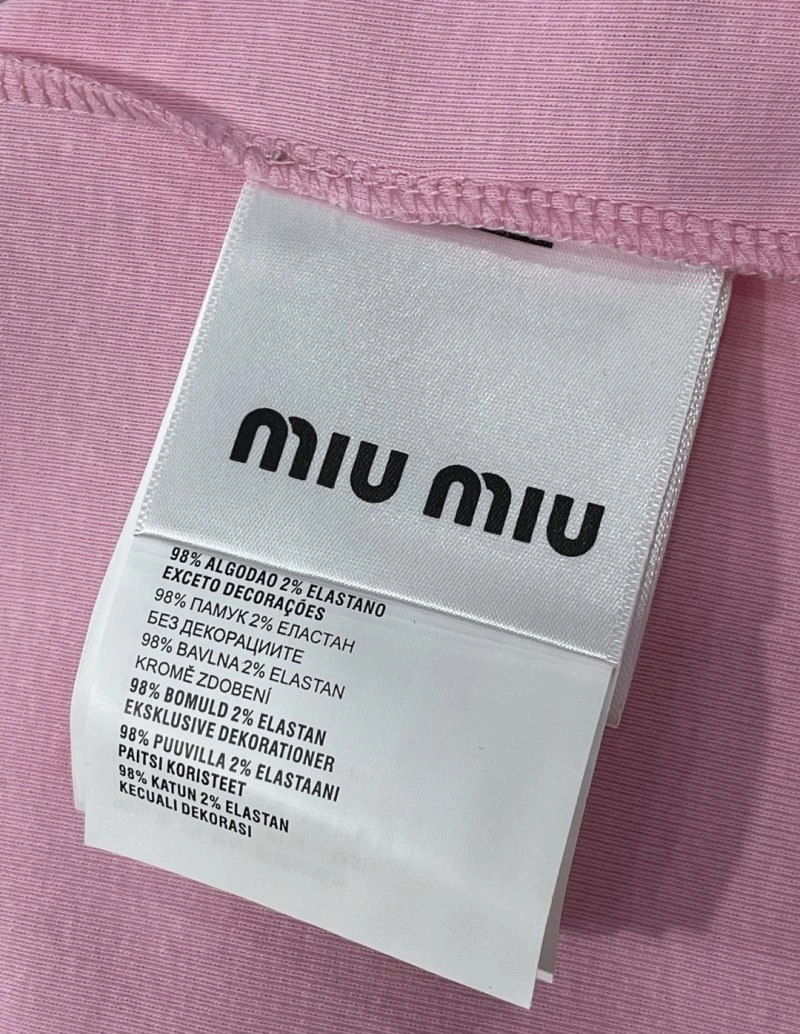 miu miu
98% ALGODAO 2% ELASTANO
EXCETO DECORAÇÕES
98% ПАМУК 2% ЕЛАСТАН
БЕЗ ДЕКОРАЦИИТЕ
98% BAVLNA 2% ELASTAN
KROMĚ ZDOBENÍ
98% BOMULD 2% ELASTAN
EKSKLUSIVE DEKORATIONER
98% PUUVILLA 2% ELASTAANI
PAITSI KORISTEET
98% KATUN 2% ELASTAN
KECUALI DEKORASI